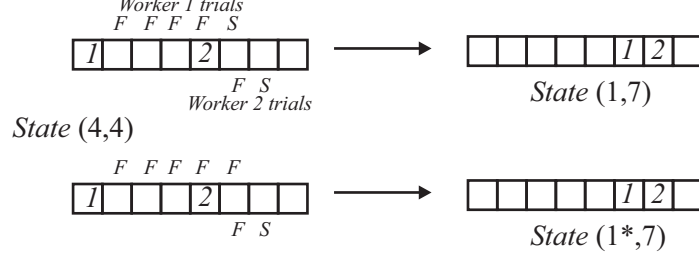 Worker 1 trials
F F F F S
1 2
1 2
F S
Worker 2 trials
State (1,7)
State (4,4)
F F F F F
1 2
1 2
F S
State (1*,7)